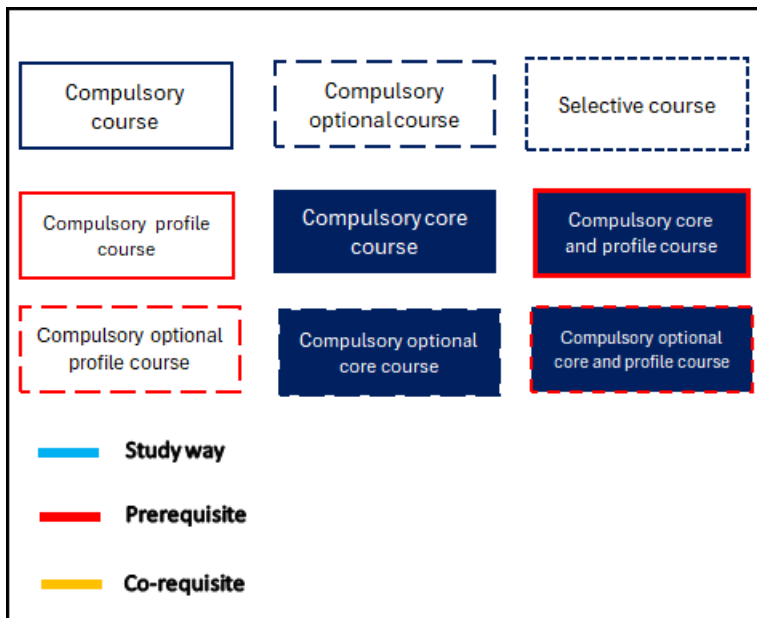 Compulsory
course
Compulsory
optional course
Selective course
Compulsory profile
course
Compulsory core
course
Compulsory core
and profile course
Compulsory optional
profile course
Compulsory optional
core course
Compulsory optional
core and profile course
Study way
Prerequisite
Co-requisite